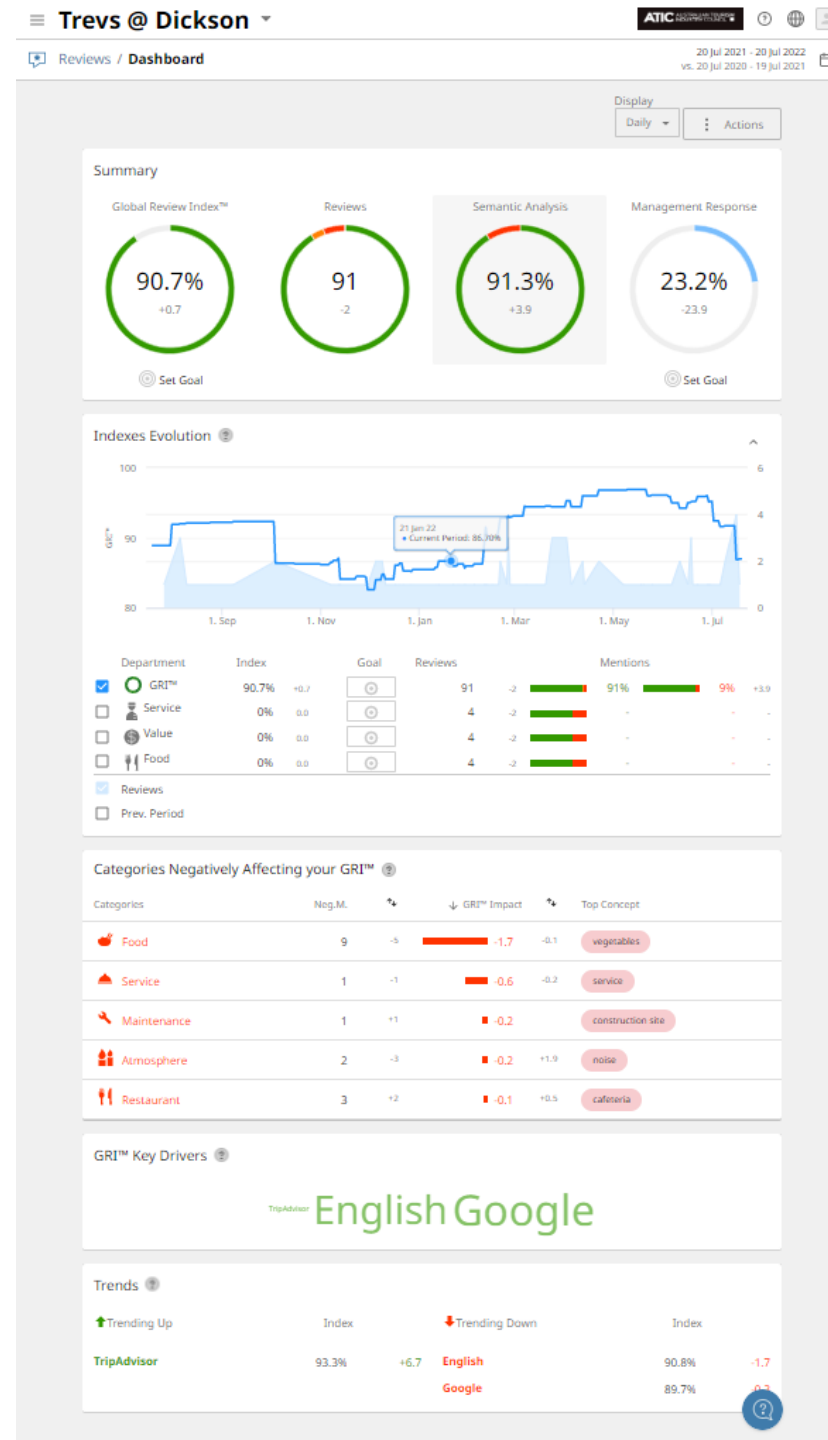 Trevs @ Dickson
ATIC
Reviews / Dashboard
20 Jul 2021 - 20 Jul 2022
vs. 20 Jul 2020 - 19 Jul 2021
Display
Daily
Actions
Summary
Global Review Index™ Reviews Semantic Analysis Management Response
90.7% 91 91.3% 23.2%
+0.7 -2 +3.9 -23.9
Set Goal Set Goal
Indexes Evolution ?
100 6
21 Jan 22
Current Period: 86.70%
4
GRI™ 90
2
80 0
1. Sep 1. Nov 1. Jan 1. Mar 1. May 1. Jul
Department Index Goal Reviews Mentions
GRI™ 90.7% +0.7 91 -2 91% 9% +3.9
Service 0% 0.0 4 -2 - - -
Value 0% 0.0 4 -2 - - -
Food 0% 0.0 4 -2 - - -
Reviews
Prev. Period
Categories Negatively Affecting your GRI™ ?
Categories Neg.M. GRI™ Impact Top Concept
Food 9 -5 -1.7 -0.1 vegetables
Service 1 -1 -0.6 -0.2 service
Maintenance 1 +1 -0.2 construction site
Atmosphere 2 -3 -0.2 +1.9 noise
Restaurant 3 +2 -0.1 +0.5 cafeteria
GRI™ Key Drivers ?
TripAdvisor English Google
Trends ?
Trending Up Index Trending Down Index
TripAdvisor 93.3% +6.7 English 90.8% -1.7
Google 89.7%